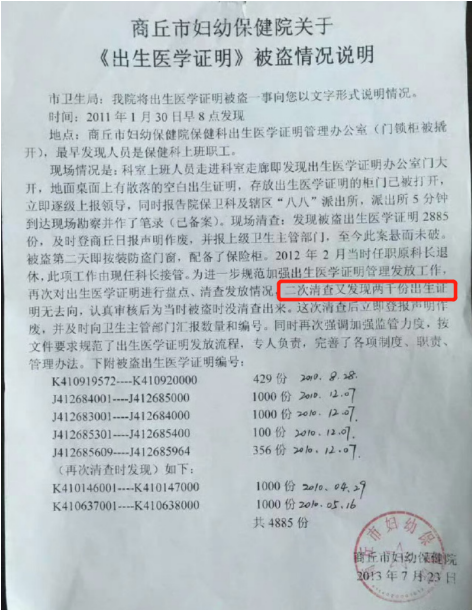 商丘市妇幼保健院关于
《出生医学证明》被盗情况说明
市卫生局：我院将出生医学证明被盗一事向您以文字形式说明情况。
时间：2011年1月30日早8点发现
地点：商丘市妇幼保健院保健科出生医学证明管理办公室（门锁柜被撬
开），最早发现人员是保健科上班职工。
现场情况是：科室上班人员走进科室走廊即发现出生医学证明办公室门大
开，地面桌面上有散落的空白出生证明，存放出生医学证明的柜门已被打开，
立即逐级上报领导，同时报告院保卫科及辖区“八八”派出所，派出所5分钟
到达现场勘察并作了笔录（已备案）。现场清查：发现被盗出生医学证明2885
份，及时登商丘日报声明作废，并报上级卫生主管部门，至今此案悬而未破。
被盗第二天即按装防盗门窗，配备了保险柜。2012年2月当时任职原科长退
休，此项工作由现任科长接管。为进一步规范加强出生医学证明管理发放工作，
再次对出生医学证明进行盘点、清查发放情况，二次清查又发现两千份出生证
明无去向，认真审核后为当时被盗时没清查出来。这次清查后立即登报声明作
废，并及时向卫生主管部门汇报数量和编号。同时再次强调加强监管力度，按
文件要求规范了出生医学证明发放流程，专人负责，完善了各项制度、职责、
管理办法。下附被盗出生医学证明编号：
K410919572----K410920000 429份 2010.8.28.
J412684001----J412685000 1000份 2010.12.07.
J412683001----J412684000 1000份 2010.12.07.
J412685301----J412685400 100份 2010.12.07.
J412685609----J412685964 356份 2010.12.07.
（再次清查时发现）如下：
K410146001----K410147000 1000份 2010.04.29
K410637001----K410638000 1000份 2010.05.16
共4885份
商丘市妇幼保健院
2013年7月23日